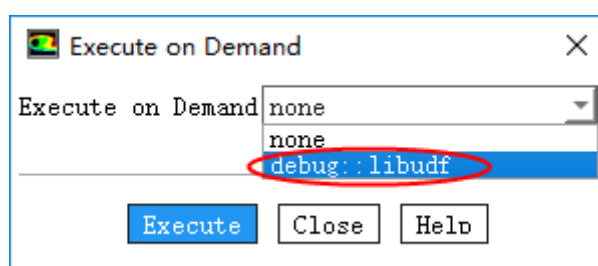 Execute on Demand
Execute on Demand none
none
debug::libudf
Execute Close Help